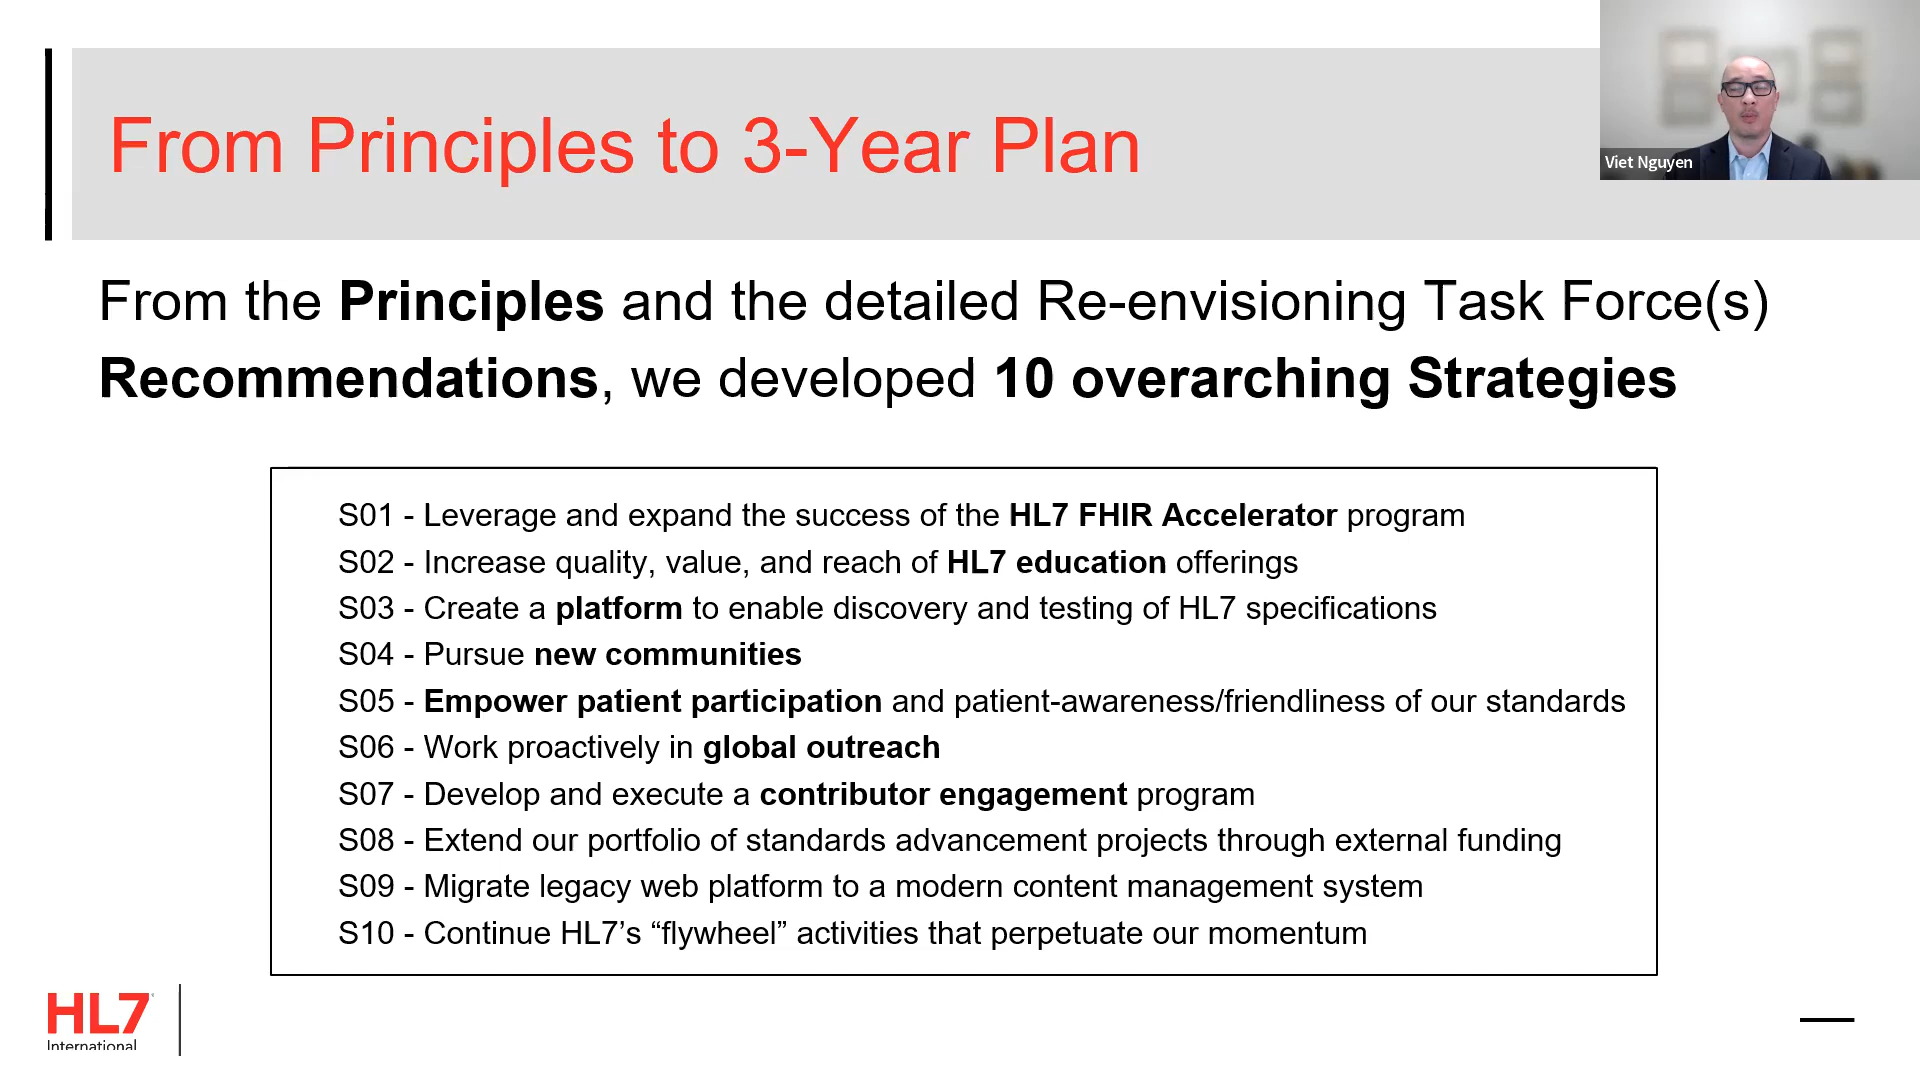 From Principles to 3-Year Plan
Viet Nguyen
From the Principles and the detailed Re-envisioning Task Force(s)
Recommendations, we developed 10 overarching Strategies
S01 - Leverage and expand the success of the HL7 FHIR Accelerator program
S02 - Increase quality, value, and reach of HL7 education offerings
S03 - Create a platform to enable discovery and testing of HL7 specifications
S04 - Pursue new communities
S05 - Empower patient participation and patient-awareness/friendliness of our standards
S06 - Work proactively in global outreach
S07 - Develop and execute a contributor engagement program
S08 - Extend our portfolio of standards advancement projects through external funding
S09 - Migrate legacy web platform to a modern content management system
S10 - Continue HL7’s “flywheel” activities that perpetuate our momentum
HL7
International